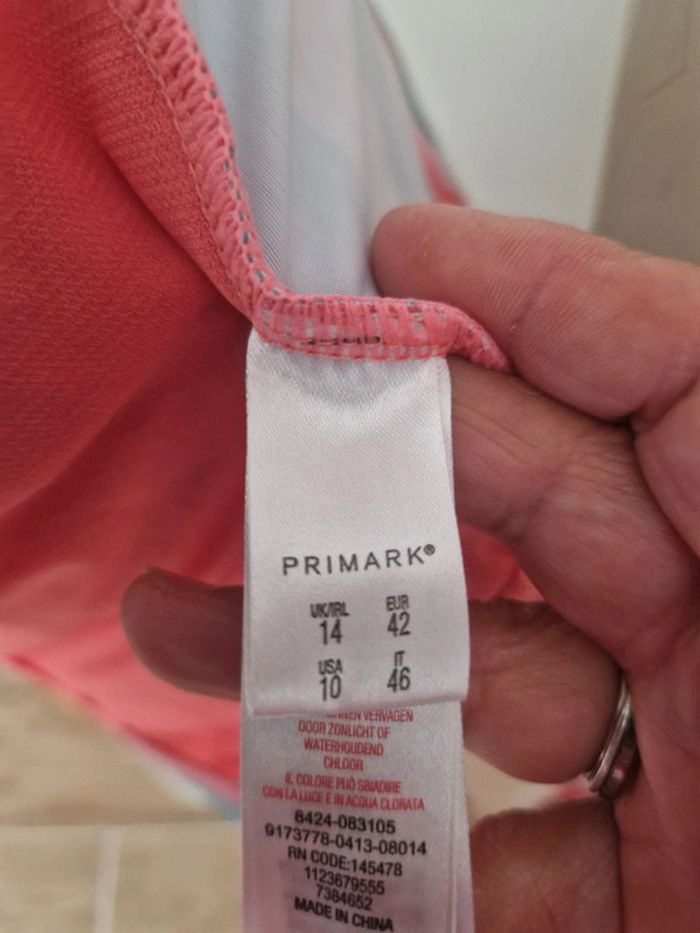 PRIMARK®
UK/IRL EUR
14 42
USA IT
10 46
VERVAGEN
DOOR ZONLICHT OF
WATERHOUDEND
CHLOOR
IL COLORE PUÒ SBIADIRE
CON LA LUCE E IN ACQUA CLORATA
8424-083105
9173778-0413-08014
RN CODE:145478
1123679555
7384652
MADE IN CHINA